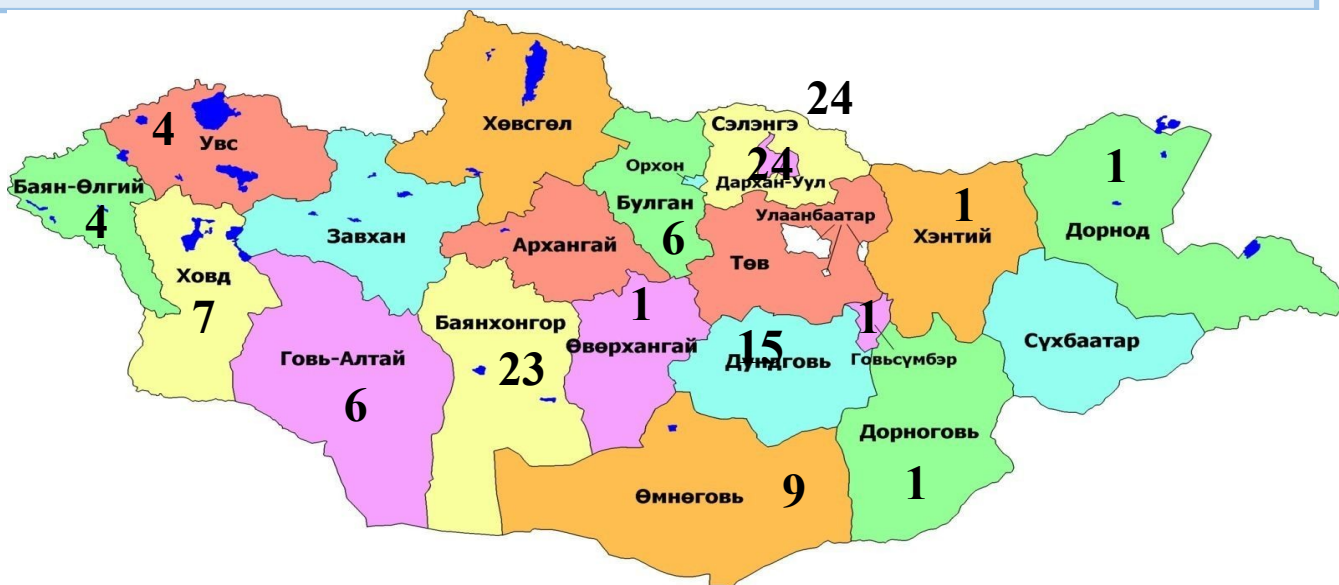 24
Хөвсгөл
Сэлэнгэ
4
Увс
24
Орхон
Дархан-Уул
1
Баян-Өлгий
4
Булган
6
Улаанбаатар
1
Хэнтий
Дорнод
Завхан
Архангай
Төв
Ховд
7
1
1
Баянхонгор
23
Өвөрхангай
15
Дундговь
Говьсүмбэр
Сүхбаатар
Говь-Алтай
6
Дорноговь
1
Өмнөговь
9